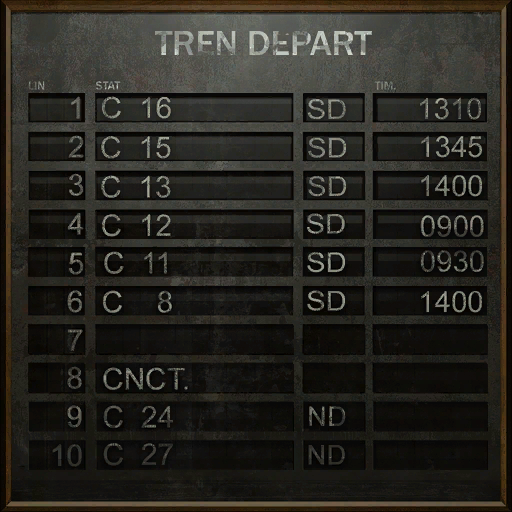 TREN DEPART
LIN STAT TIM.
1 C 16 SD 1310
2 C 15 SD 1345
3 C 13 SD 1400
4 C 12 SD 0900
5 C 11 SD 0930
6 C 8 SD 1400
7
8 CNCT.
9 C 24 ND
10 C 27 ND